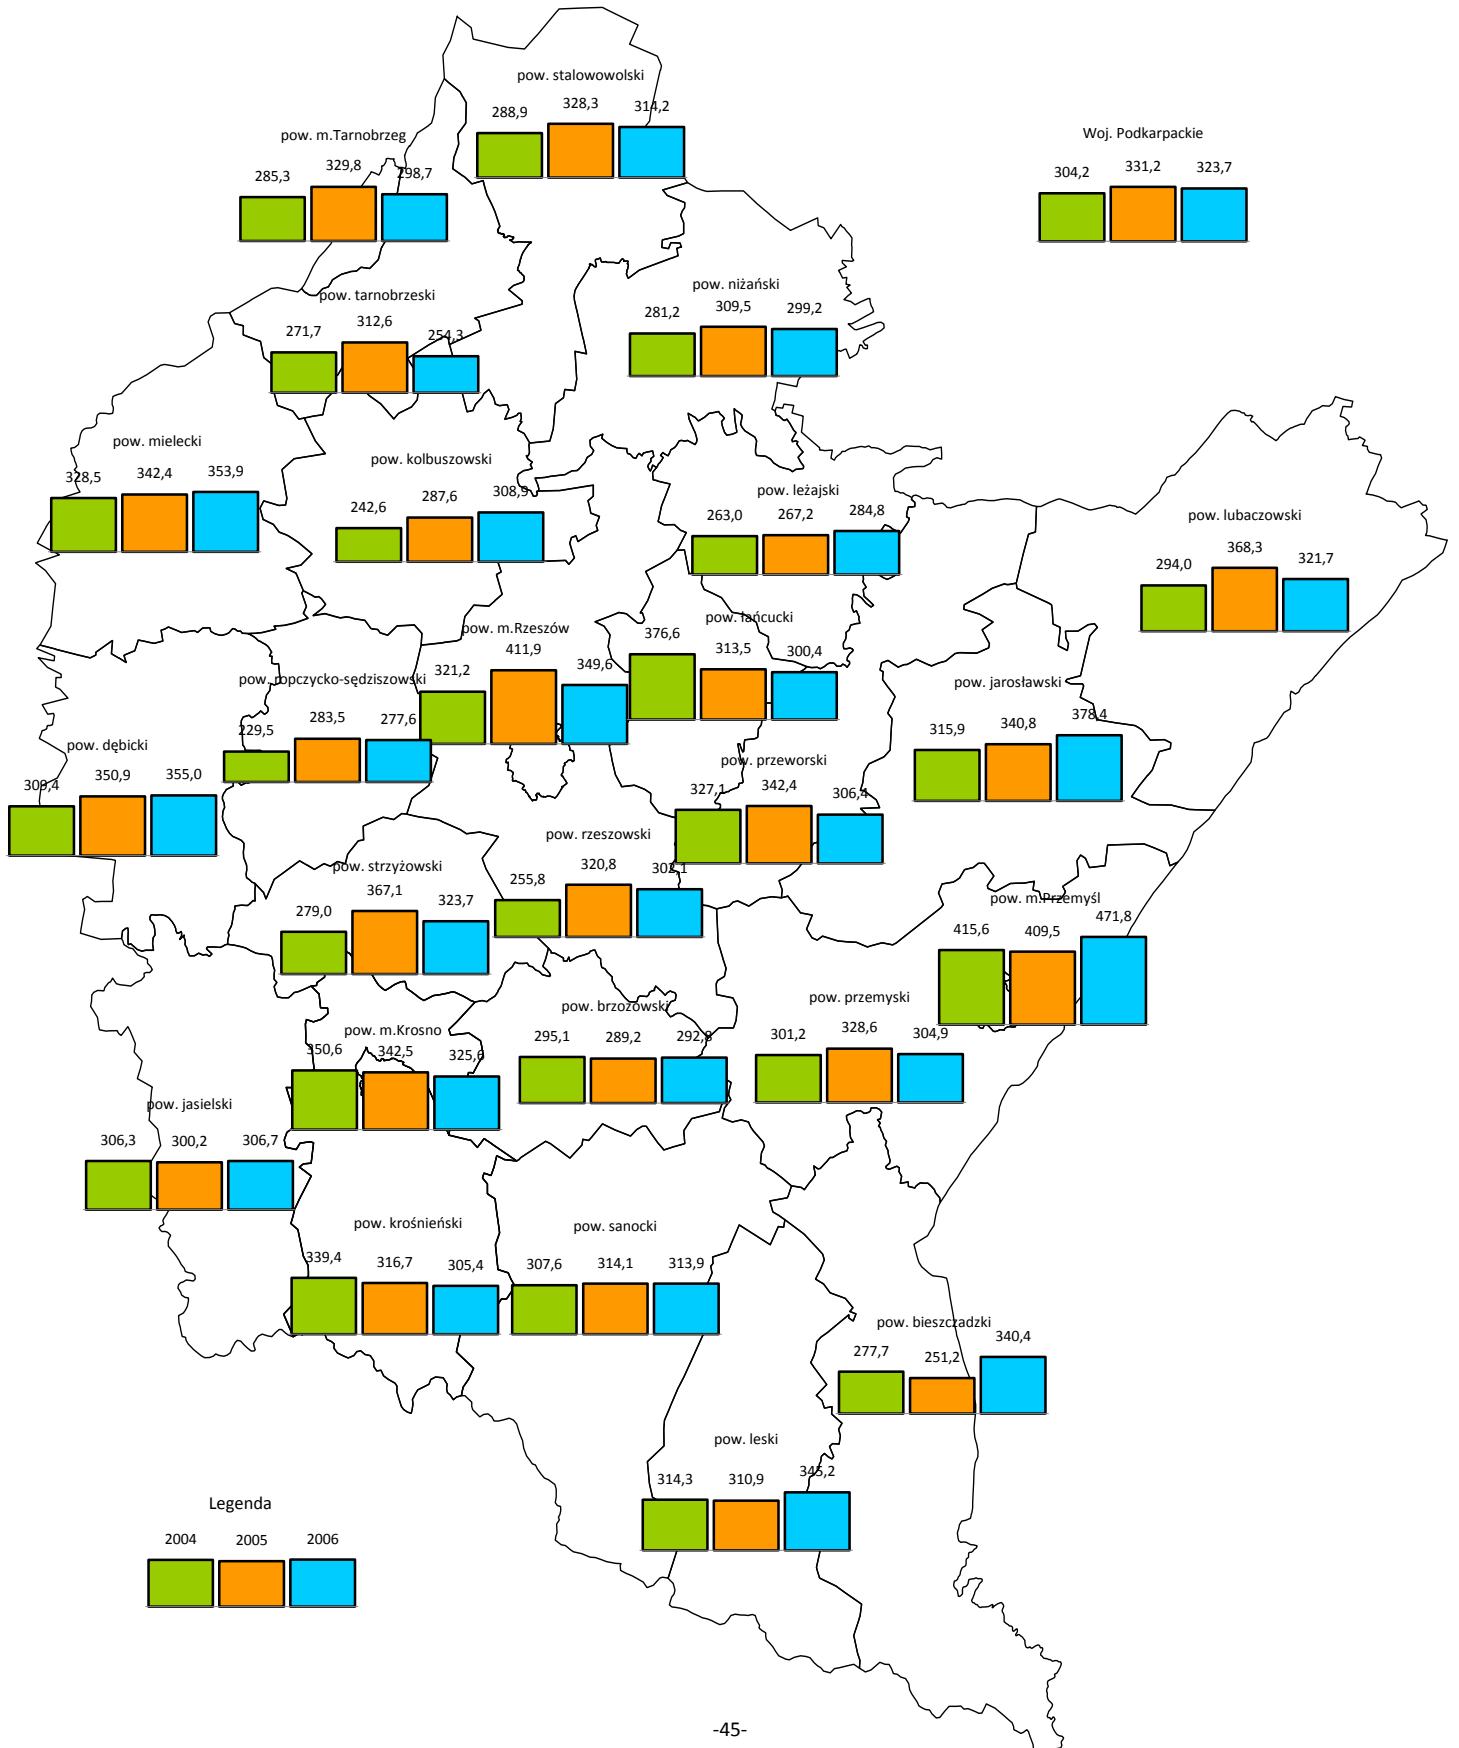 pow. stalowowolski
288,9 328,3 314,2
pow. m.Tarnobrzeg
285,3 329,8 298,7
Woj. Podkarpackie
304,2 331,2 323,7
pow. tarnobrzeski
271,7 312,6 254,3
pow. niżański
281,2 309,5 299,2
pow. mielecki
328,5 342,4 353,9
pow. kolbuszowski
242,6 287,6 308,9
pow. leżajski
263,0 267,2 284,8
pow. lubaczowski
294,0 368,3 321,7
pow. m.Rzeszów
321,2 411,9 349,6
pow. łańcucki
376,6 313,5 300,4
pow. ropczycko-sędziszowski
229,5 283,5 277,6
pow. jarosławski
315,9 340,8 378,4
pow. dębicki
309,4 350,9 355,0
pow. przeworski
327,1 342,4 306,4
pow. rzeszowski
255,8 320,8 302,1
pow. strzyżowski
279,0 367,1 323,7
pow. m.Przemyśl
415,6 409,5 471,8
pow. przemyski
301,2 328,6 304,9
pow. brzozowski
295,1 289,2 292,8
pow. m.Krosno
350,6 342,5 325,6
pow. jasielski
306,3 300,2 306,7
pow. krośnieński
339,4 316,7 305,4
pow. sanocki
307,6 314,1 313,9
pow. bieszczadzki
277,7 251,2 340,4
pow. leski
314,3 310,9 345,2
Legenda
2004 2005 2006
-45-